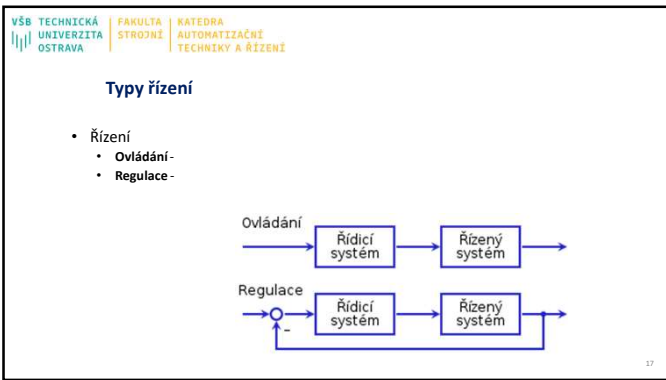 VŠB TECHNICKÁ
UNIVERZITA
OSTRAVA
FAKULTA
STROJNÍ
KATEDRA
AUTOMATIZAČNÍ
TECHNIKY A ŘÍZENÍ
Typy řízení
• Řízení
• Ovládání -
• Regulace -
Ovládání
Řídicí
systém
Řízený
systém
Regulace
Řídicí
systém
Řízený
systém
-
17